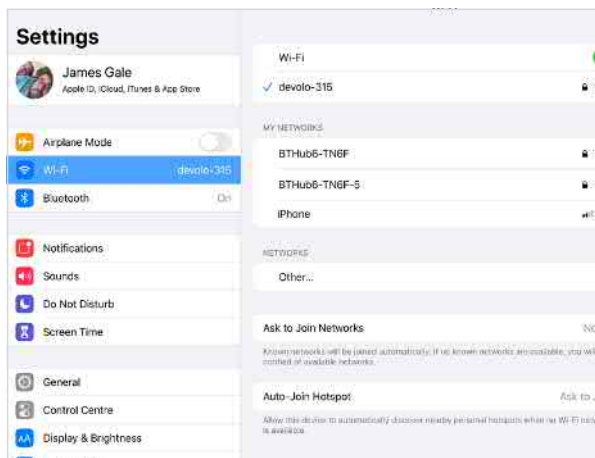 Settings
James Gale
Apple ID, iCloud, iTunes & App Store
Airplane Mode
Wi-Fi devolo-315
Bluetooth On
Notifications
Sounds
Do Not Disturb
Screen Time
General
Control Centre
Display & Brightness
Wi-Fi
devolo-315
MY NETWORKS
BTHub6-TN6F
BTHub6-TN6F-5
iPhone
NETWORKS
Other...
Ask to Join Networks
Known networks will be joined automatically. If no known networks are available, you will
notified of available networks.
Auto-Join Hotspot Ask to
Allow this device to automatically discover nearby personal hotspots when no Wi-Fi
is available.